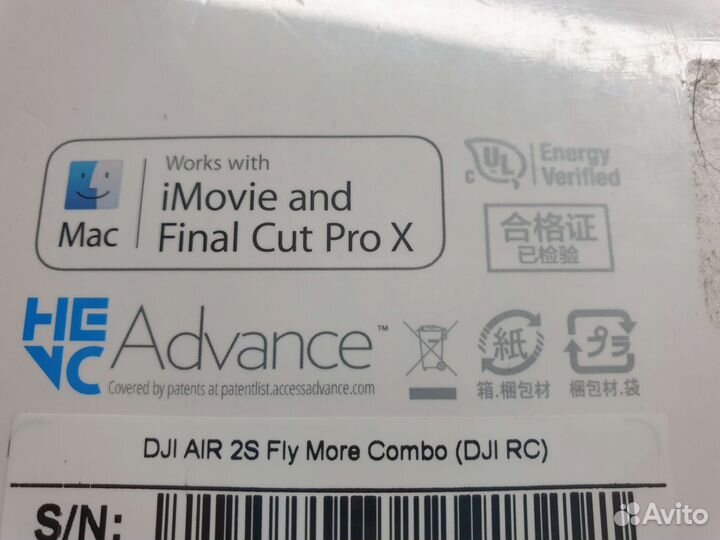 Works with
iMovie and
Final Cut Pro X
Mac
c UL Energy
Verified
合格证
已检验
HEVC Advance™
Covered by patents at patentlist.accessadvance.com
紙
箱.梱包材
プラ
梱包材.袋
DJI AIR 2S Fly More Combo (DJI RC)
S/N:
Avito